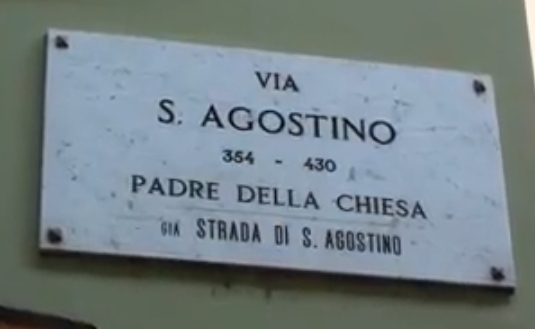 VIA
S. AGOSTINO
354 - 430
PADRE DELLA CHIESA
GIÀ STRADA DI S. AGOSTINO